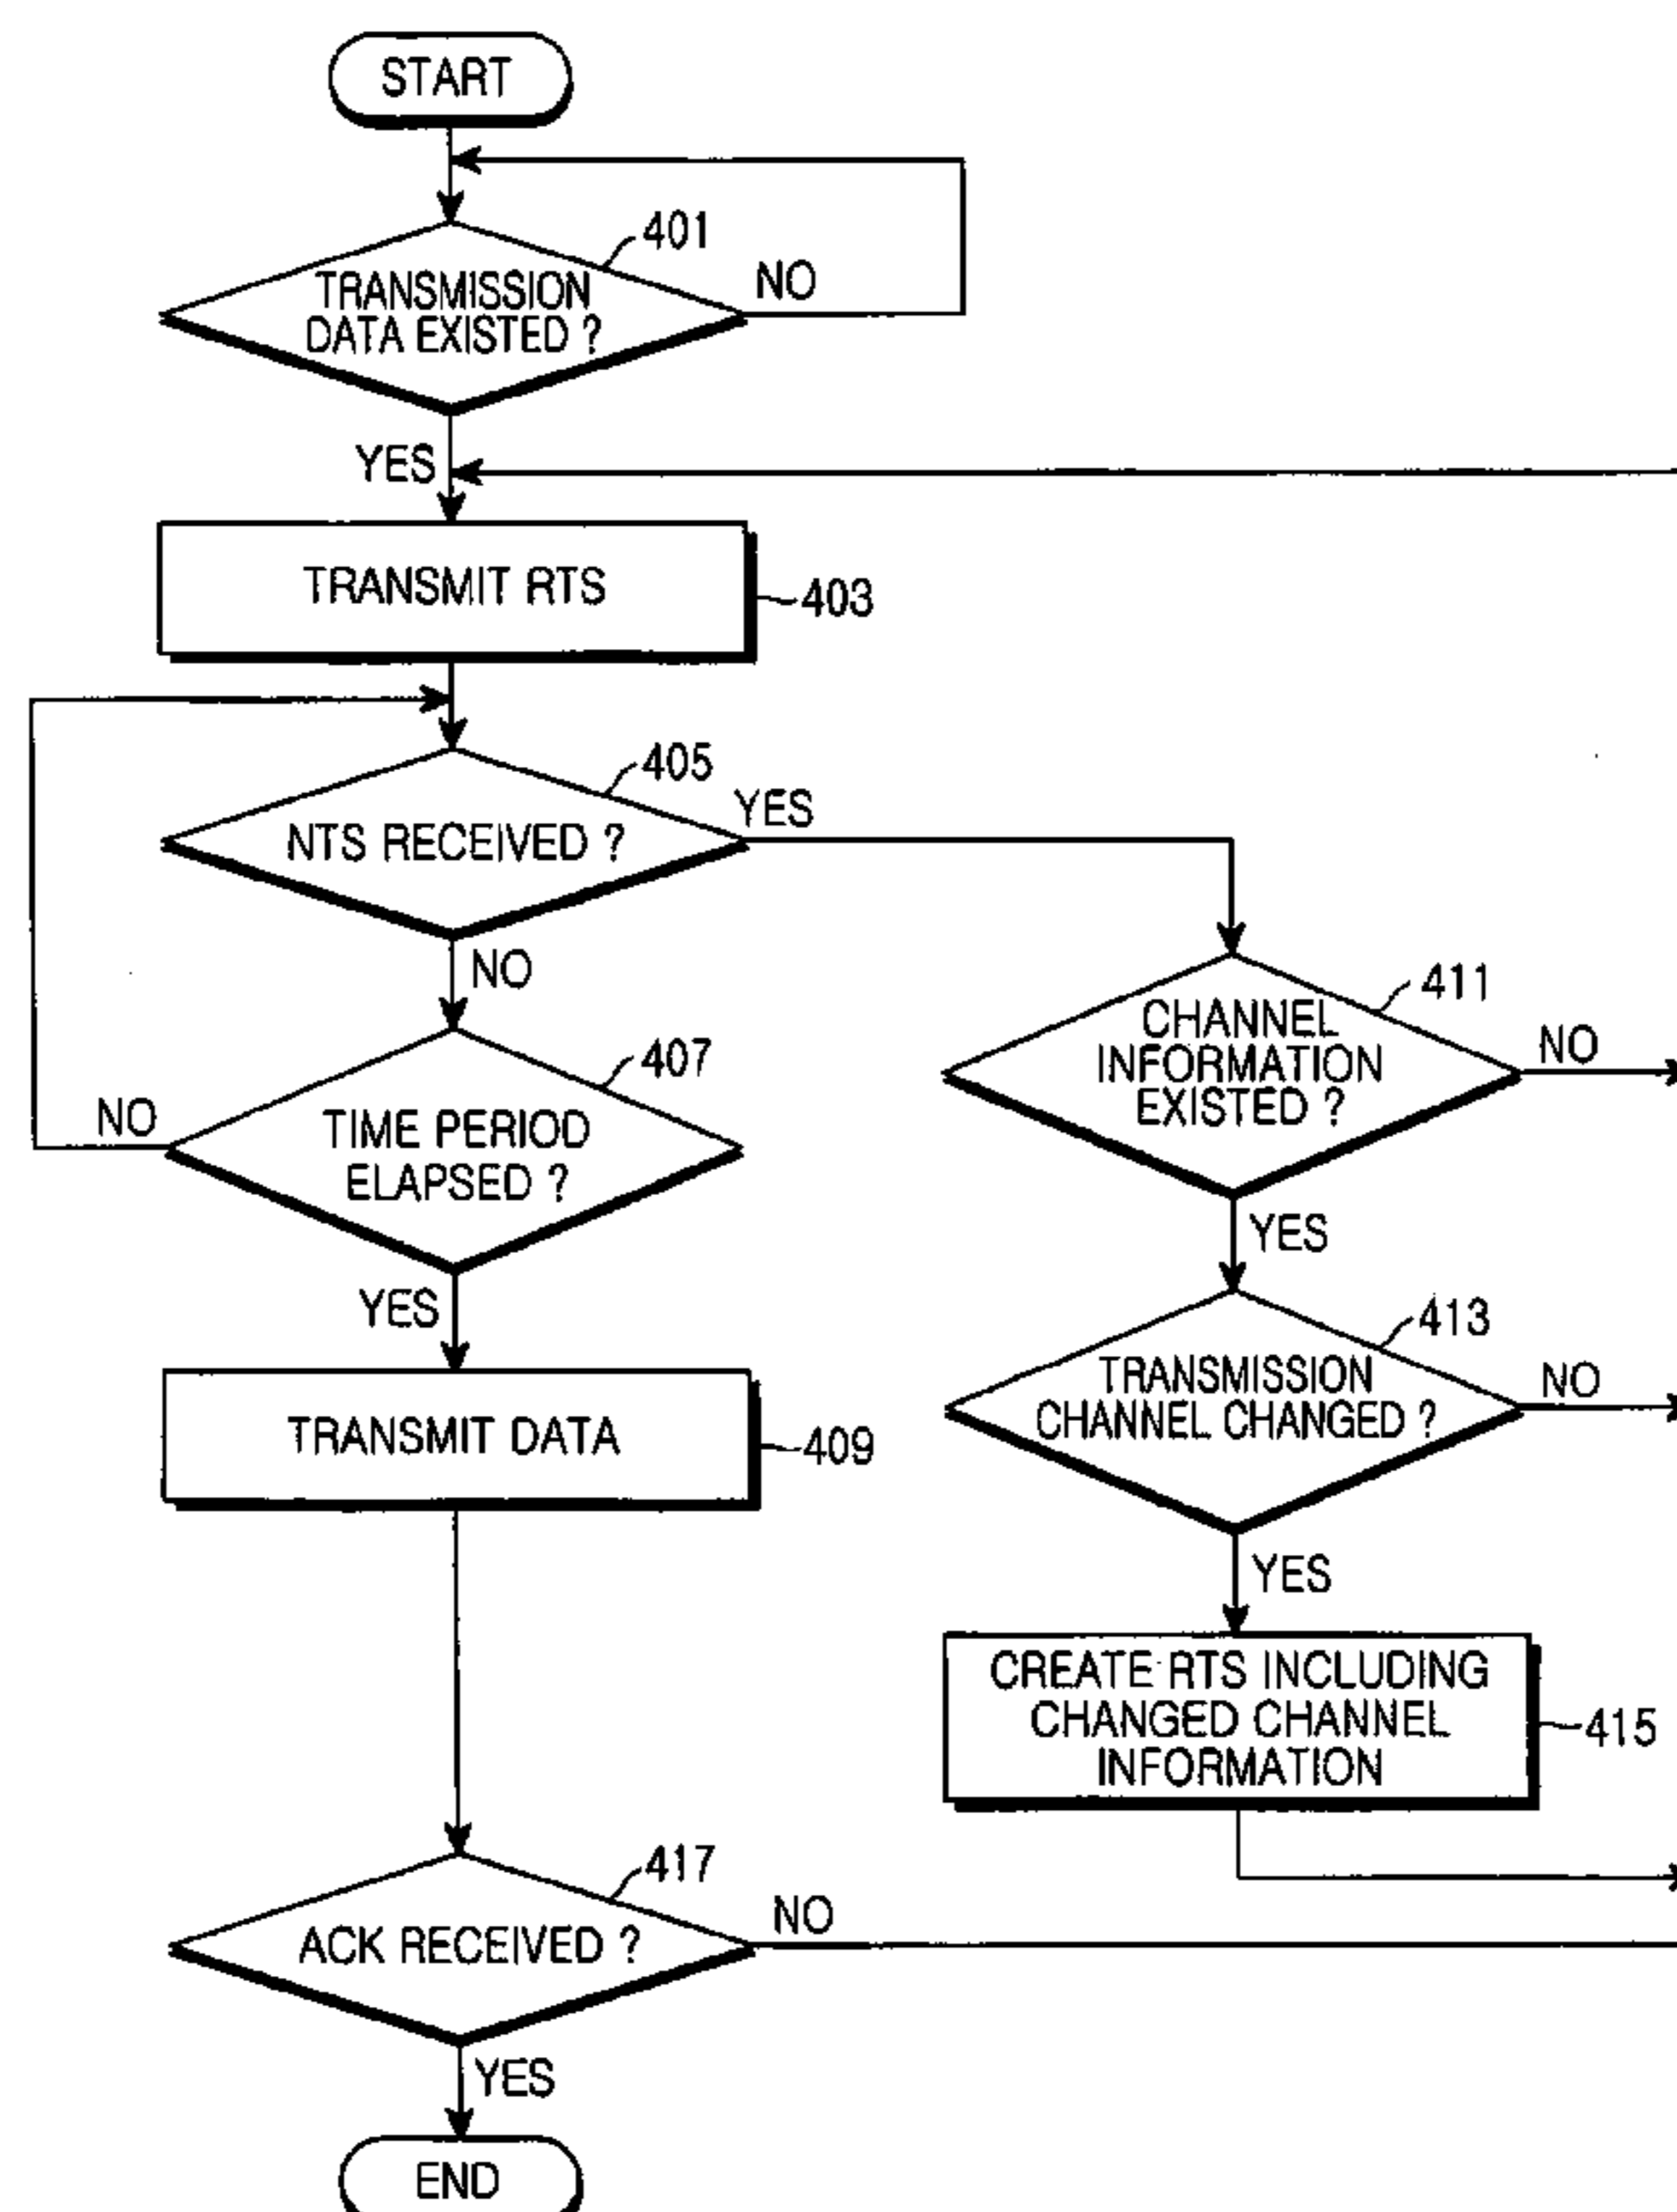 START
401
TRANSMISSION
DATA EXISTED ?
NO
YES
TRANSMIT RTS
403
405
NTS RECEIVED ?
YES
NO
411
CHANNEL
INFORMATION
EXISTED ?
NO
407
TIME PERIOD
ELAPSED ?
NO
YES
YES
413
TRANSMISSION
CHANNEL CHANGED ?
NO
TRANSMIT DATA
409
YES
CREATE RTS INCLUDING
CHANGED CHANNEL
INFORMATION
415
417
ACK RECEIVED ?
NO
YES
END